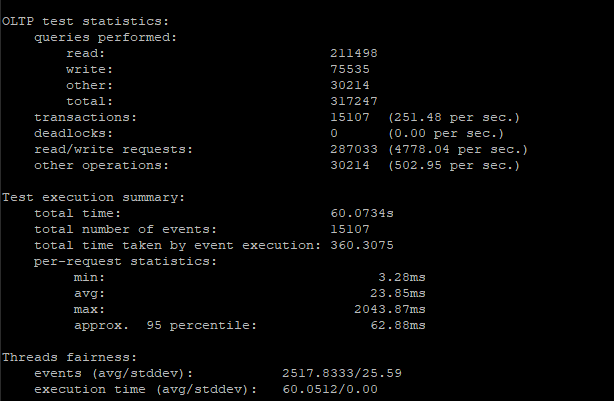 OLTP test statistics:
queries performed:
read: 211498
write: 75535
other: 30214
total: 317247
transactions: 15107 (251.48 per sec.)
deadlocks: 0 (0.00 per sec.)
read/write requests: 287033 (4778.04 per sec.)
other operations: 30214 (502.95 per sec.)
Test execution summary:
total time: 60.0734s
total number of events: 15107
total time taken by event execution: 360.3075
per-request statistics:
min: 3.28ms
avg: 23.85ms
max: 2043.87ms
approx. 95 percentile: 62.88ms
Threads fairness:
events (avg/stddev): 2517.8333/25.59
execution time (avg/stddev): 60.0512/0.00